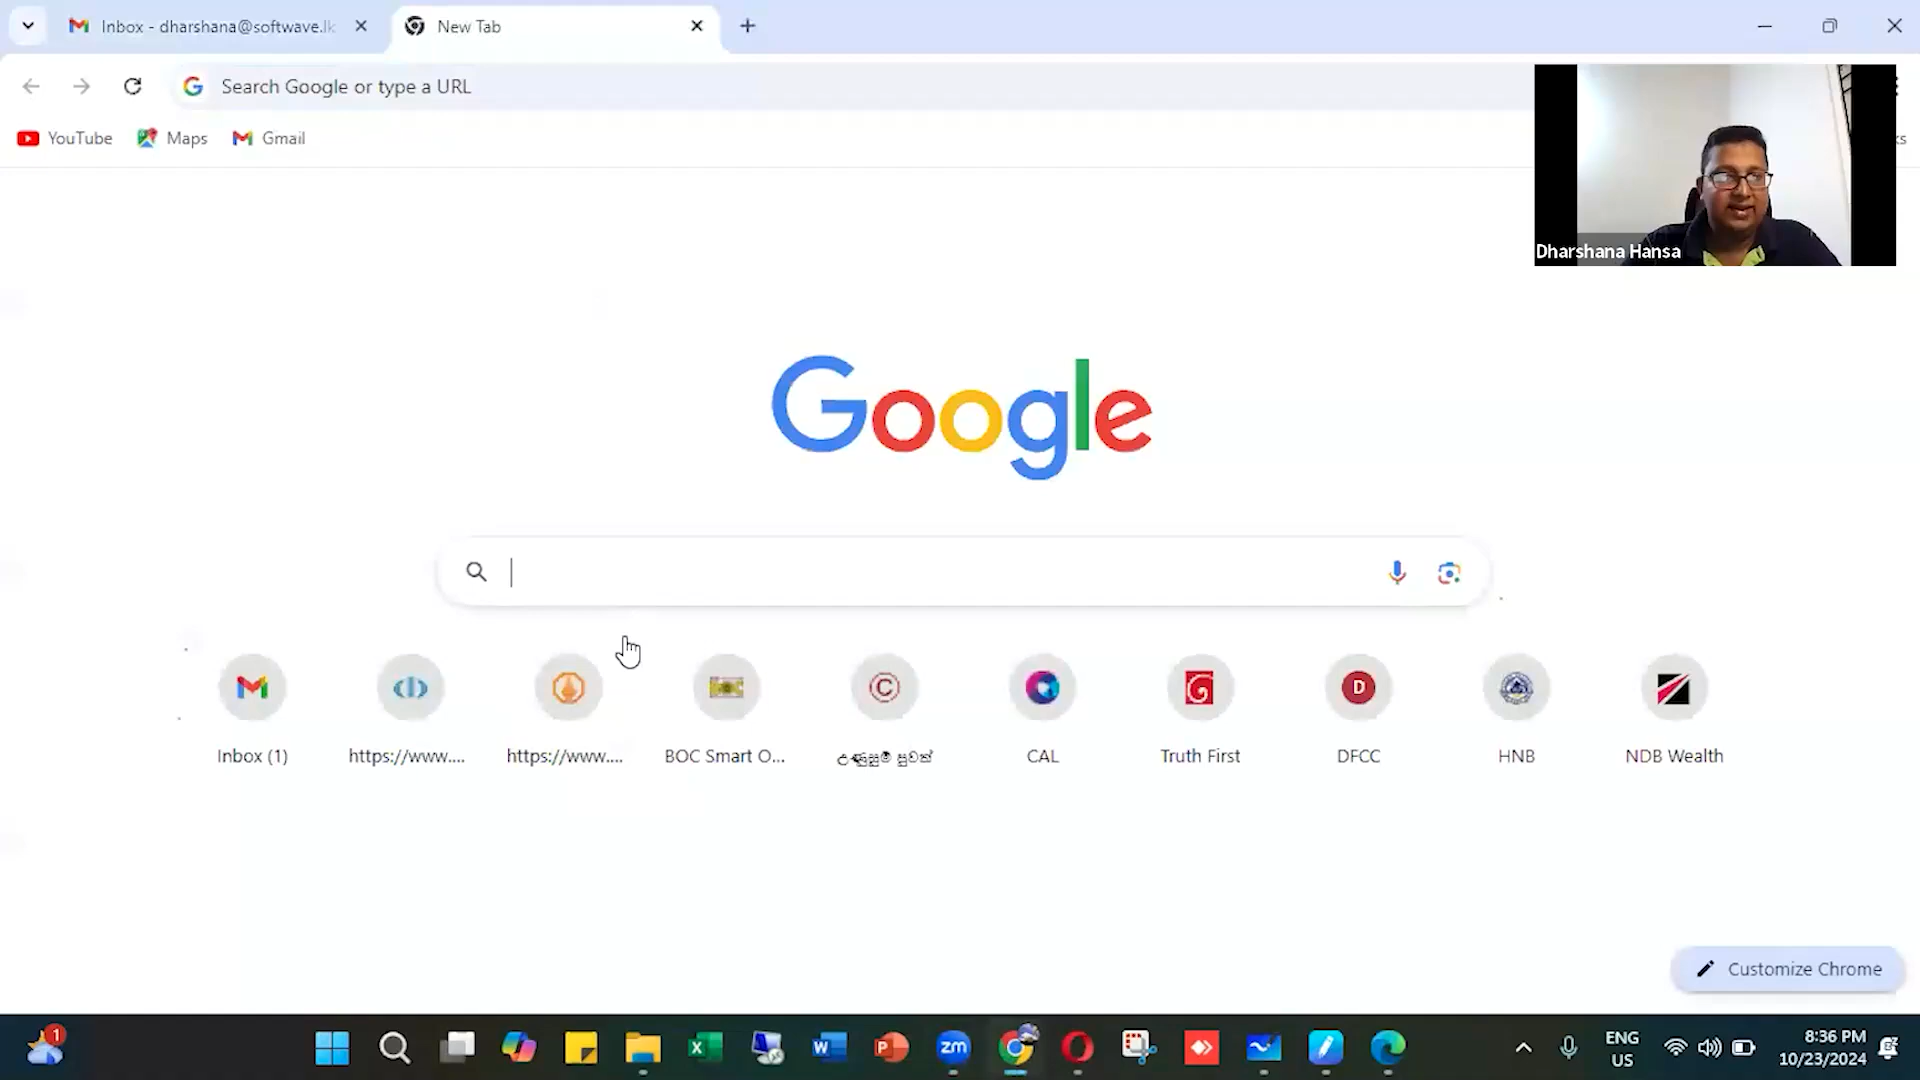 Inbox - dharshana@softwave.lk
New Tab
Search Google or type a URL
YouTube
Maps
Gmail
Dharshana Hansa
Google
Inbox (1)
https://www....
https://www....
BOC Smart O...
CAL
Truth First
DFCC
HNB
NDB Wealth
Customize Chrome
1
zm
ENG
US
8:36 PM
10/23/2024